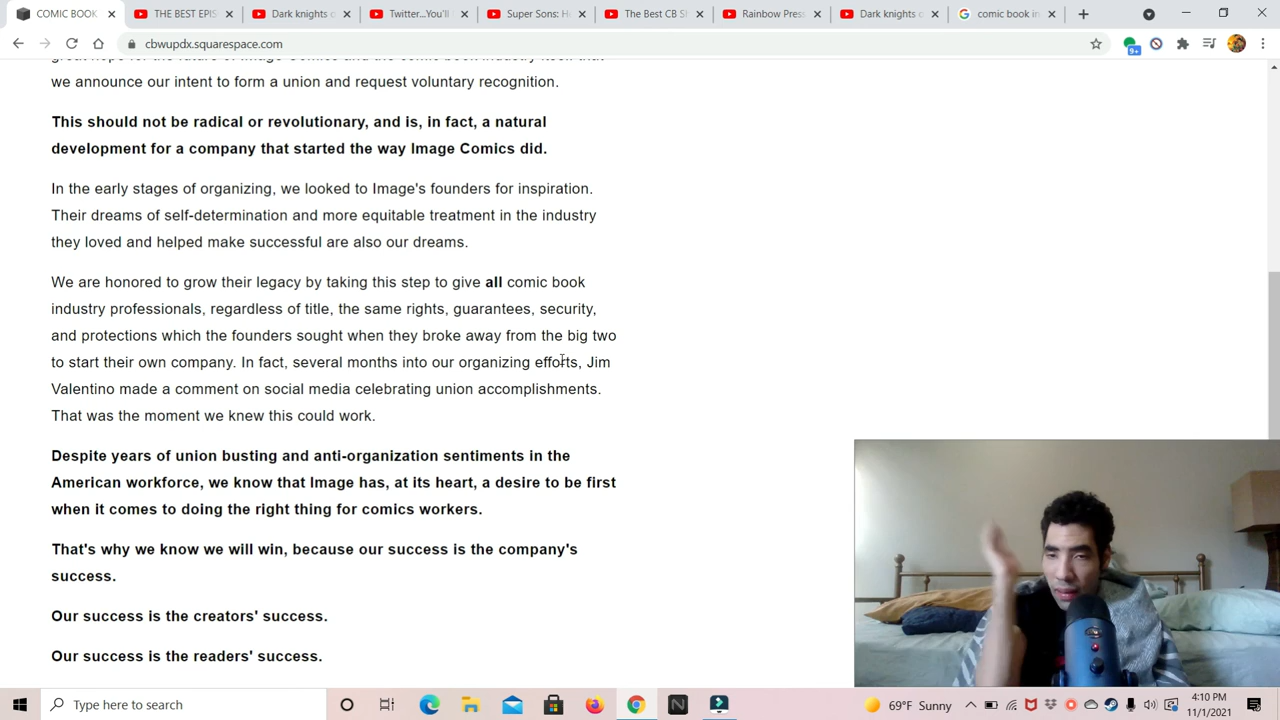 COMIC BOOK
THE BEST EPIS
Dark knights o
Twitter...You'll
Super Sons: H
The Best CB S
Rainbow Press
Dark knights o
comic book in
cbwupdx.squarespace.com
9+
we announce our intent to form a union and request voluntary recognition.
This should not be radical or revolutionary, and is, in fact, a natural
development for a company that started the way Image Comics did.
In the early stages of organizing, we looked to Image's founders for inspiration.
Their dreams of self-determination and more equitable treatment in the industry
they loved and helped make successful are also our dreams.
We are honored to grow their legacy by taking this step to give all comic book
industry professionals, regardless of title, the same rights, guarantees, security,
and protections which the founders sought when they broke away from the big two
to start their own company. In fact, several months into our organizing efforts, Jim
Valentino made a comment on social media celebrating union accomplishments.
That was the moment we knew this could work.
Despite years of union busting and anti-organization sentiments in the
American workforce, we know that Image has, at its heart, a desire to be first
when it comes to doing the right thing for comics workers.
That's why we know we will win, because our success is the company's
success.
Our success is the creators' success.
Our success is the readers' success.
Type here to search
69°F Sunny
4:10 PM
11/1/2021